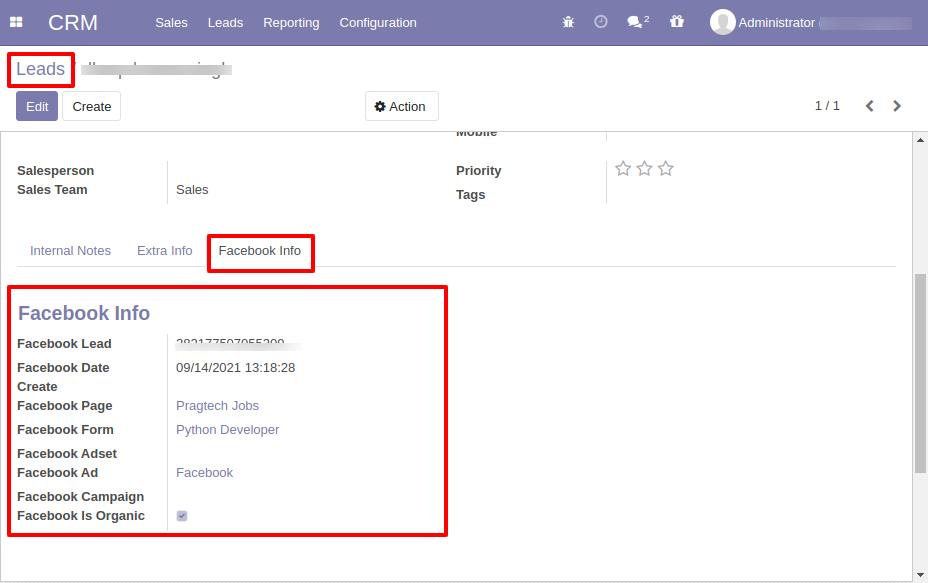 CRM Sales Leads Reporting Configuration 2 Administrator
Leads /
Edit Create Action 1 / 1
Mobile
Salesperson Priority
Sales Team Sales
Tags
Internal Notes Extra Info Facebook Info
Facebook Info
Facebook Lead
Facebook Date Create 09/14/2021 13:18:28
Facebook Page Pragtech Jobs
Facebook Form Python Developer
Facebook Adset
Facebook Ad Facebook
Facebook Campaign
Facebook Is Organic